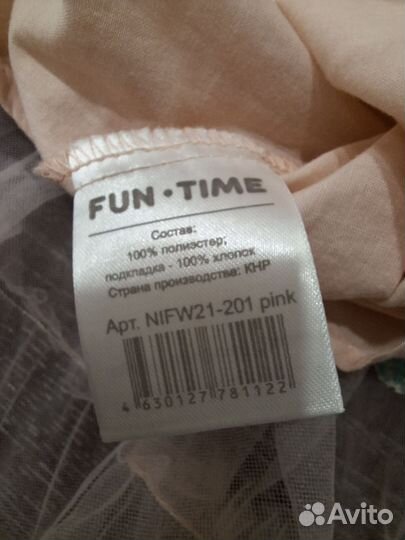 FUN • TIME
Состав:
100% полиэстер;
подкладка - 100% хлопок
Страна производства: КНР
Арт. NIFW21-201 pink
4 630127 781122
Avito